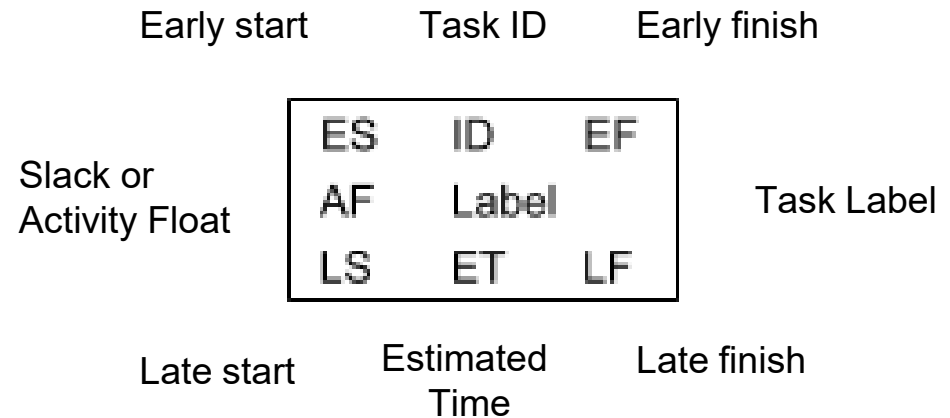 Early start Task ID Early finish
ES ID EF
Slack or
Activity Float
AF Label
Task Label
LS ET LF
Late start
Estimated
Time
Late finish